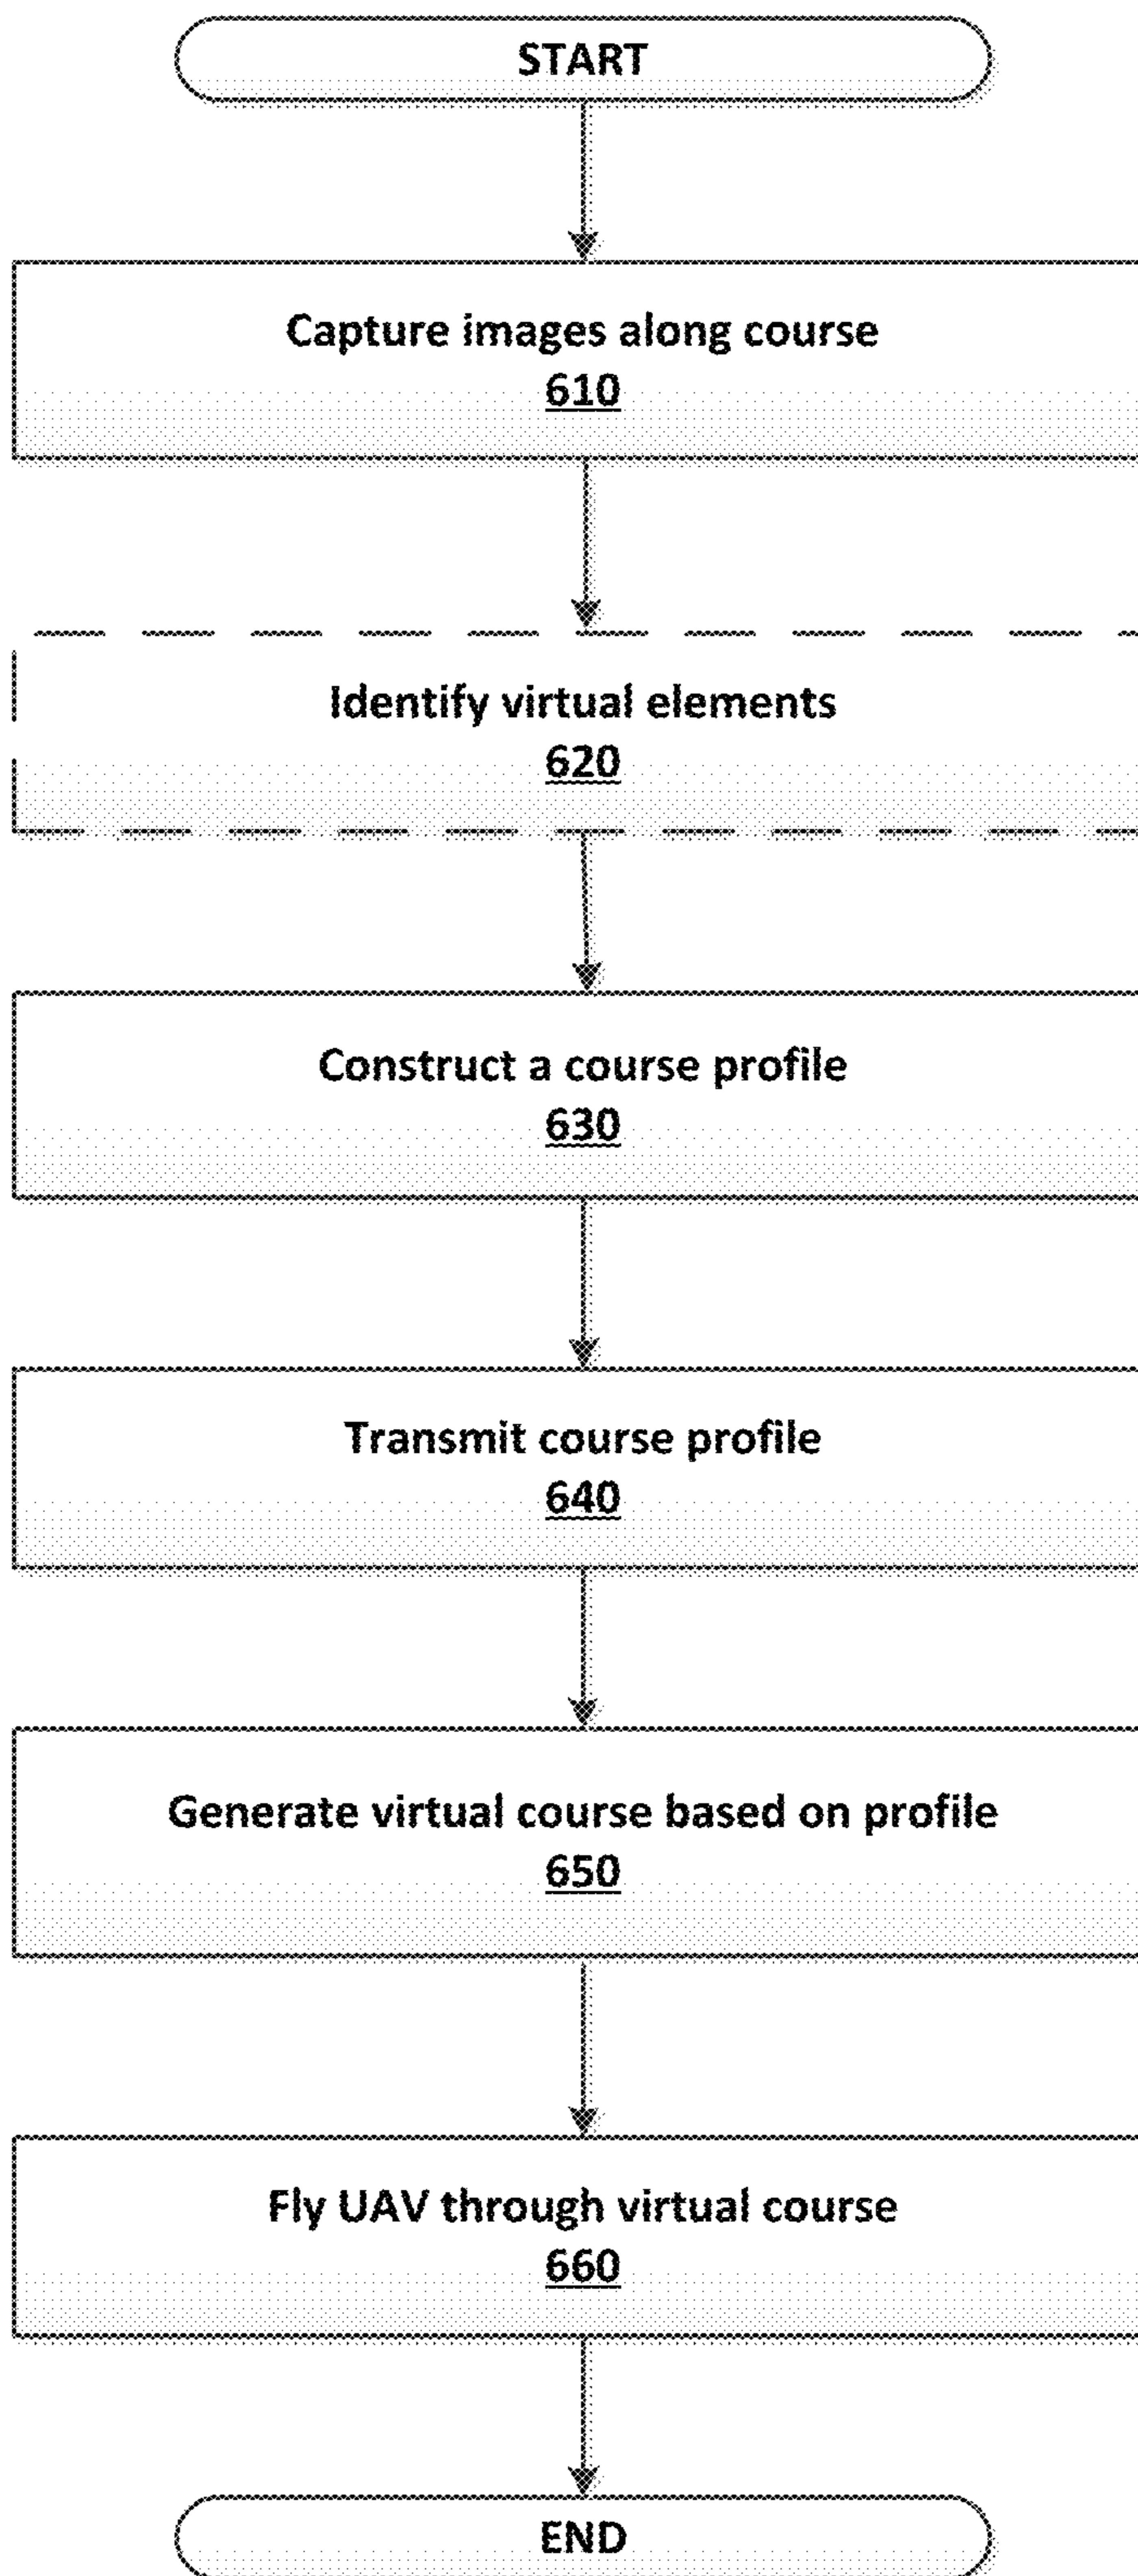 START
Capture images along course
610
Identify virtual elements
620
Construct a course profile
630
Transmit course profile
640
Generate virtual course based on profile
650
Fly UAV through virtual course
660
END